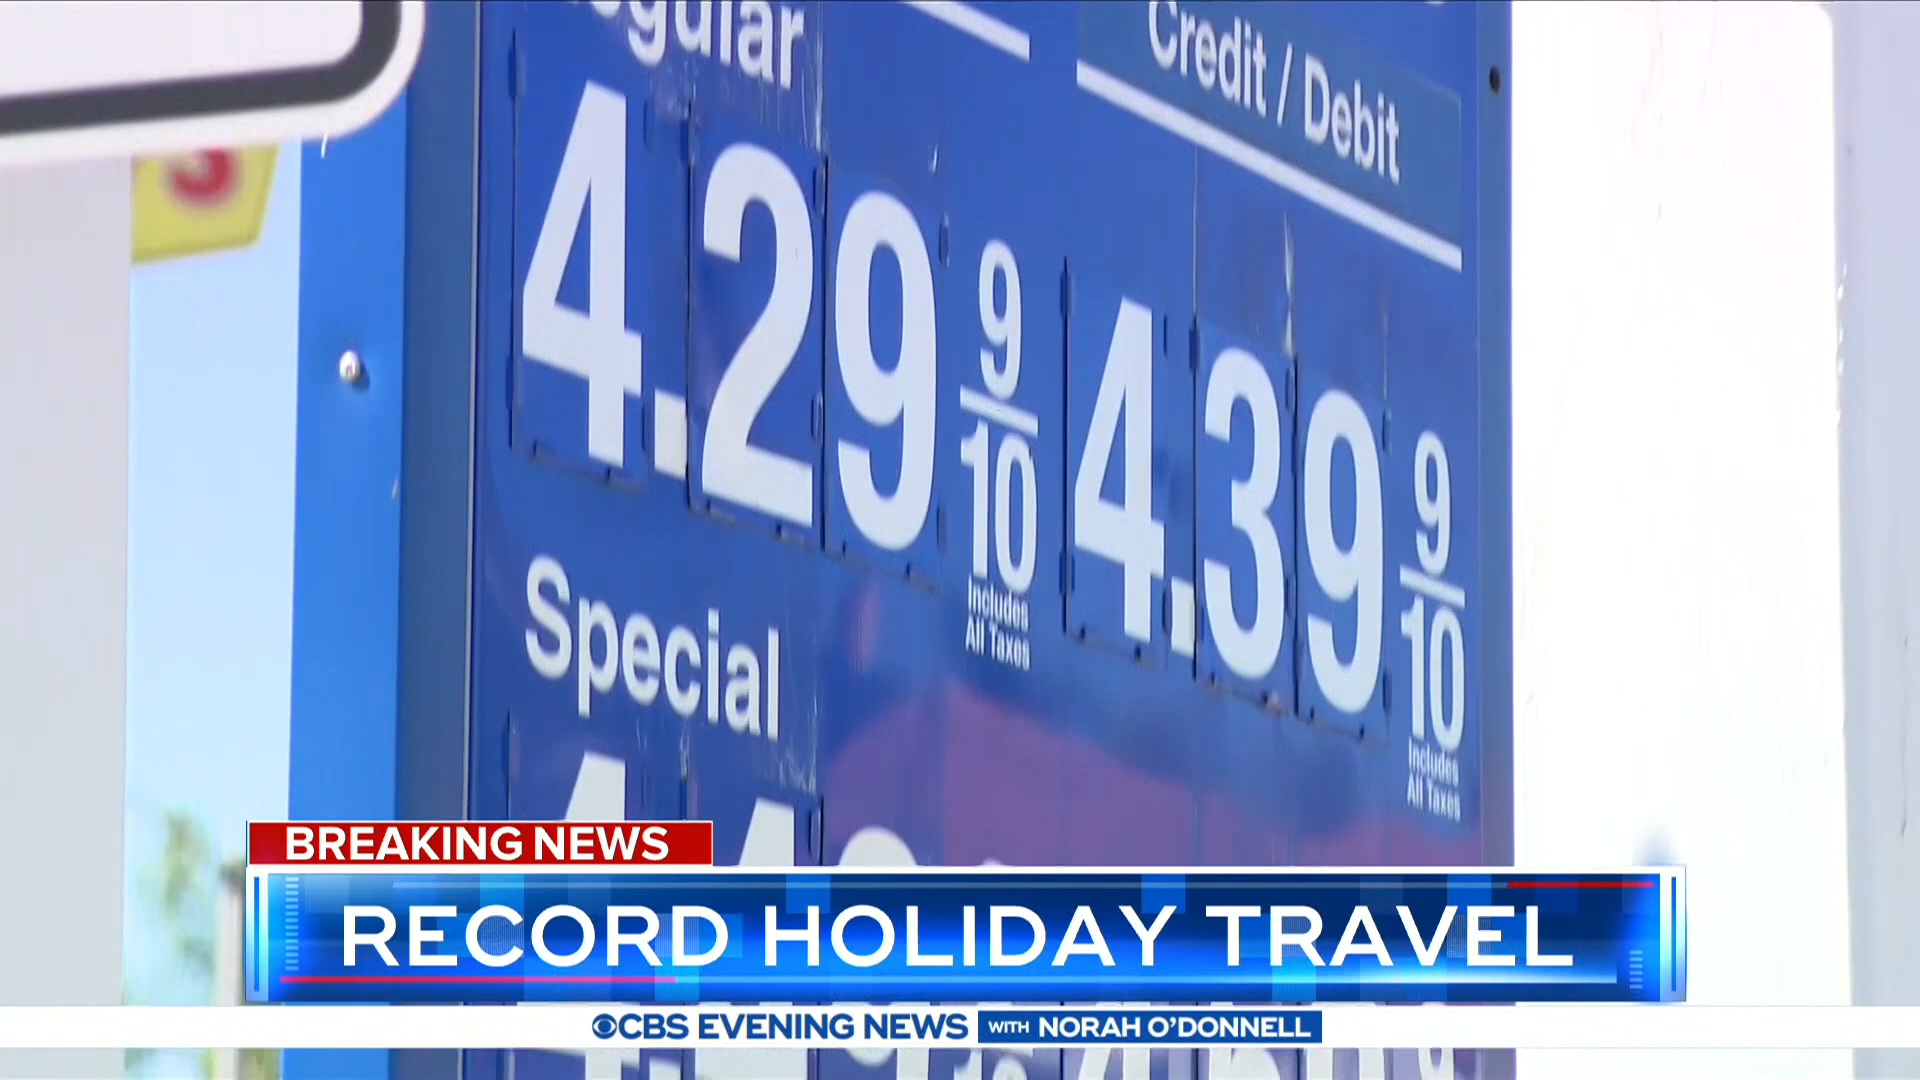 Regular
Credit / Debit
3
4.29 9/10
4.39 9/10
Includes
All Taxes
Includes
All Taxes
Special
BREAKING NEWS
RECORD HOLIDAY TRAVEL
CBS EVENING NEWS WITH NORAH O'DONNELL